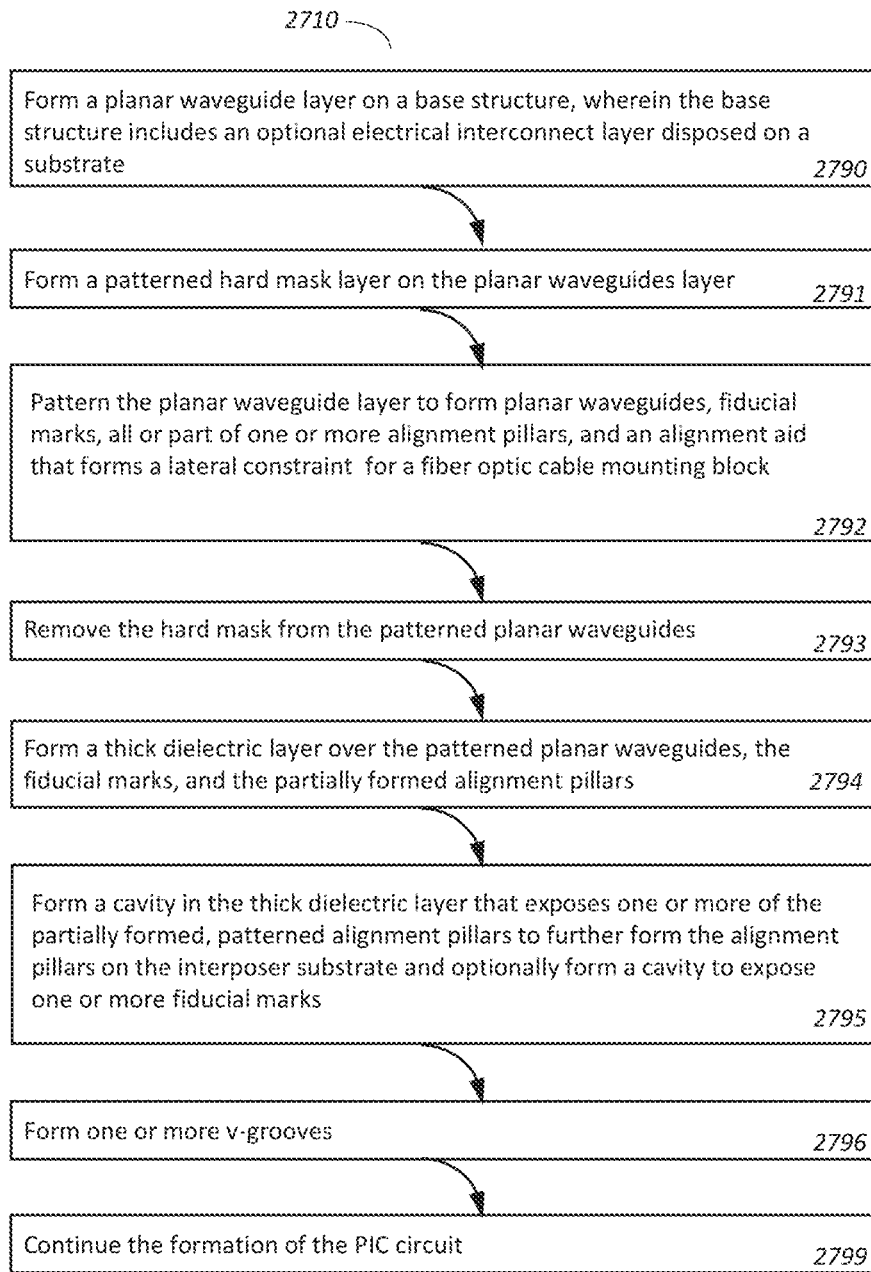 2710
Form a planar waveguide layer on a base structure, wherein the base
structure includes an optional electrical interconnect layer disposed on a
substrate
2790
Form a patterned hard mask layer on the planar waveguides layer
2791
Pattern the planar waveguide layer to form planar waveguides, fiducial
marks, all or part of one or more alignment pillars, and an alignment aid
that forms a lateral constraint for a fiber optic cable mounting block
2792
Remove the hard mask from the patterned planar waveguides
2793
Form a thick dielectric layer over the patterned planar waveguides, the
fiducial marks, and the partially formed alignment pillars
2794
Form a cavity in the thick dielectric layer that exposes one or more of the
partially formed, patterned alignment pillars to further form the alignment
pillars on the interposer substrate and optionally form a cavity to expose
one or more fiducial marks
2795
Form one or more v-grooves
2796
Continue the formation of the PIC circuit
2799